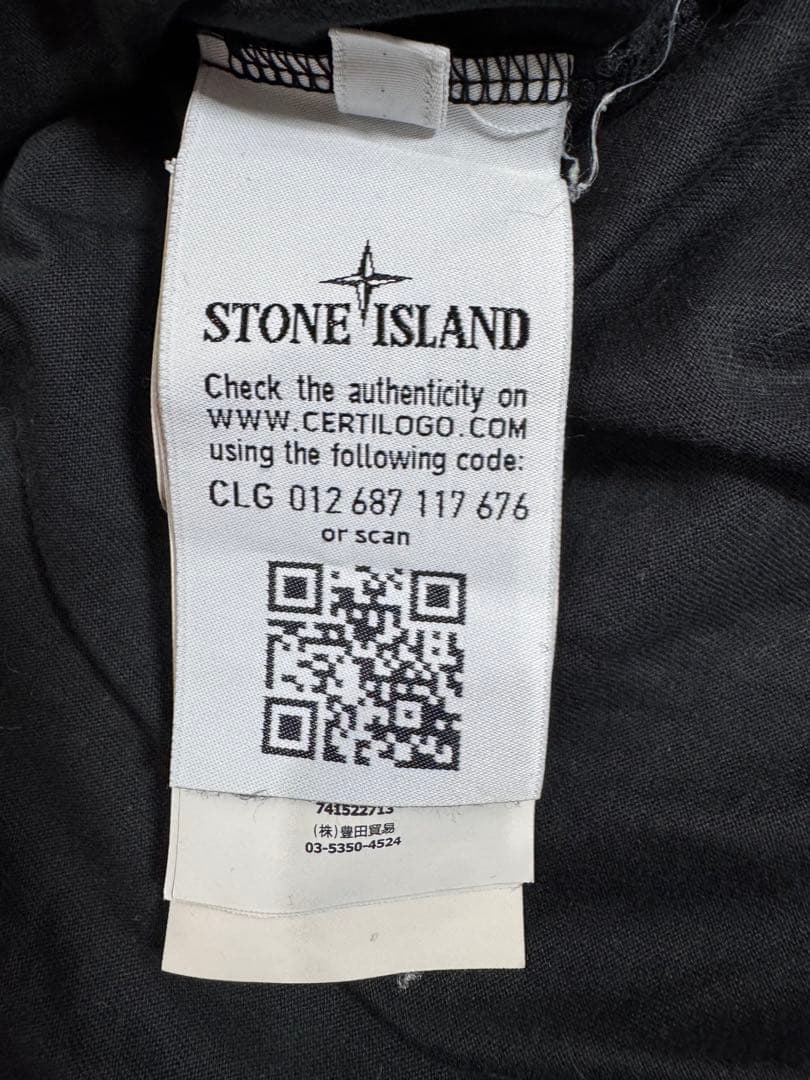 STONE ISLAND
Check the authenticity on
WWW.CERTILOGO.COM
using the following code:
CLG 012 687 117 676
or scan
741522713
(株)豊田貿易
03-5350-4524